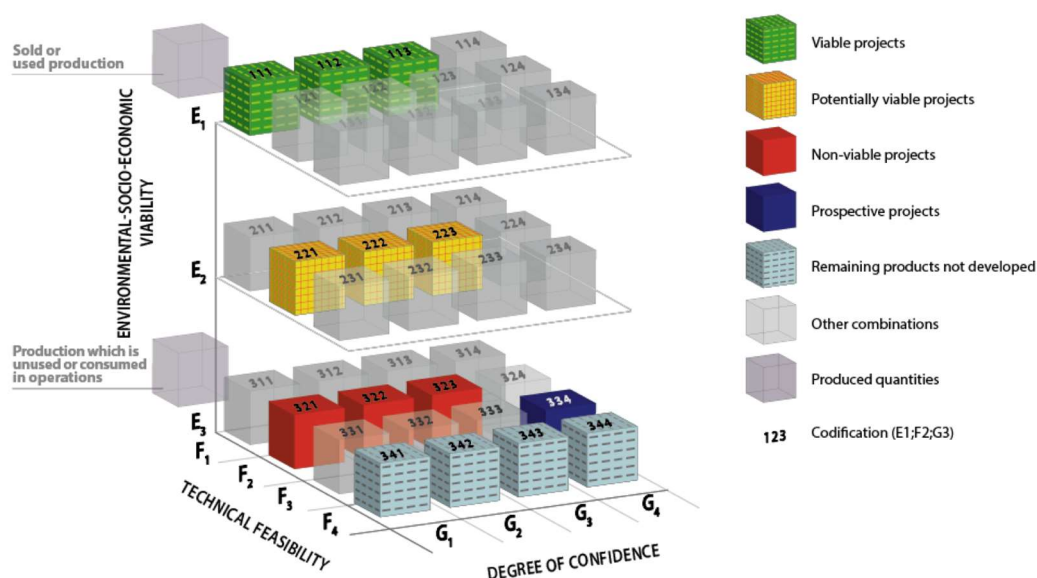 Sold or
used production
ENVIRONMENTAL-SOCIO-ECONOMIC
VIABILITY
Production which is
unused or consumed
in operations
E1
111 112 113 114
123 124
134
E2
211 212 213 214
221 222 223 224
231 232 233 234
E3
311 312 313 314
321 322 323 324
331 332 333 334
341 342 343 344
F1
F2
F3
F4
TECHNICAL FEASIBILITY
G1
G2
G3
G4
DEGREE OF CONFIDENCE
Viable projects
Potentially viable projects
Non-viable projects
Prospective projects
Remaining products not developed
Other combinations
Produced quantities
123 Codification (E1;F2;G3)